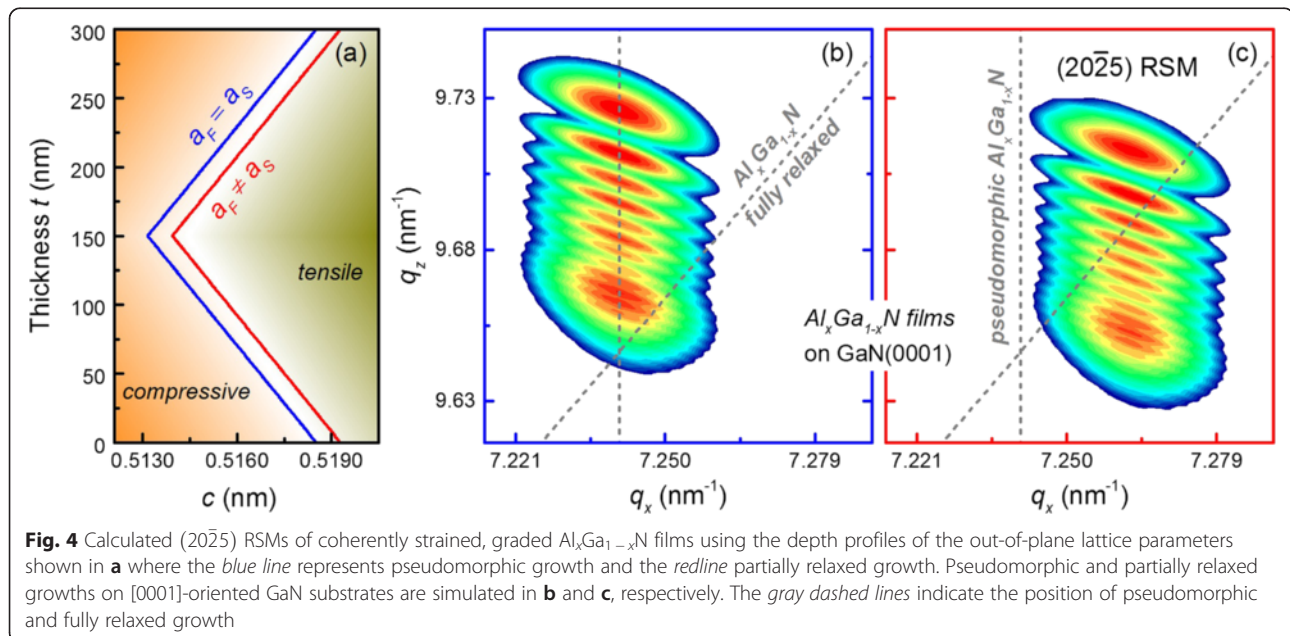 300
250
200
150
100
50
0
Thickness t (nm)
(a)
a_F = a_S
a_F ≠ a_S
tensile
compressive
0.5130 0.5160 0.5190
c (nm)
(b)
9.73
9.68
9.63
q_z (nm⁻¹)
Al_xGa_{1-x}N
fully relaxed
7.221 7.250 7.279
q_x (nm⁻¹)
Al_xGa_{1-x}N films
on GaN(0001)
(c)
(202̄5) RSM
pseudomorphic Al_xGa_{1-x}N
7.221 7.250 7.279
q_x (nm⁻¹)
Fig. 4 Calculated (202̄5) RSMs of coherently strained, graded AlₓGa₁₋ₓN films using the depth profiles of the out-of-plane lattice parameters
shown in a where the blue line represents pseudomorphic growth and the redline partially relaxed growth. Pseudomorphic and partially relaxed
growths on [0001]-oriented GaN substrates are simulated in b and c, respectively. The gray dashed lines indicate the position of pseudomorphic
and fully relaxed growth